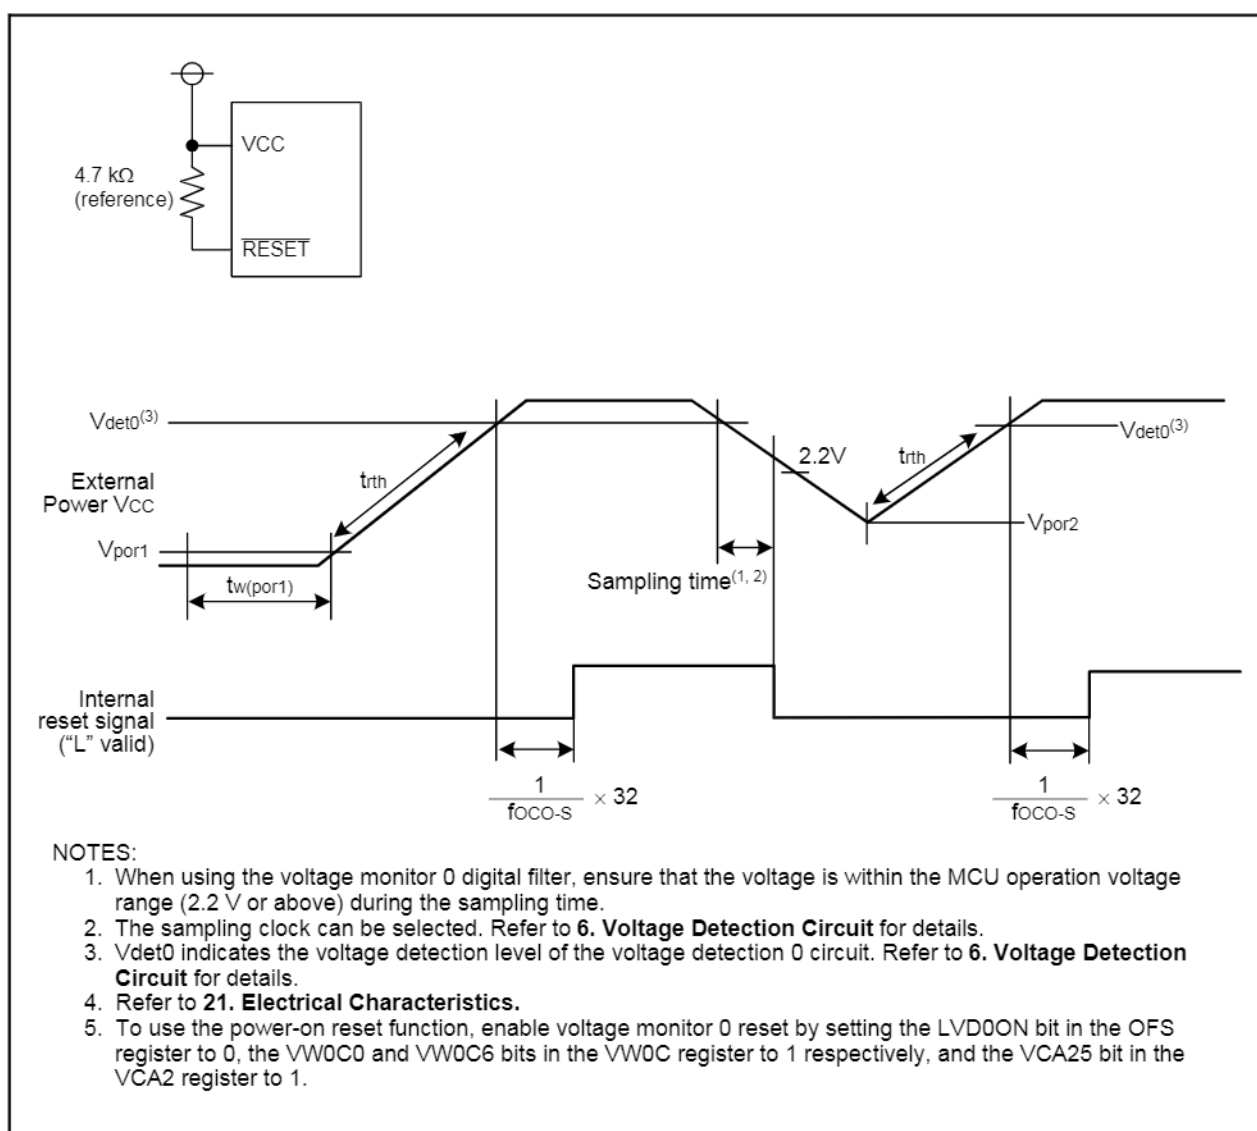 VCC
4.7 kΩ
(reference)
RESET
Vdet0(3)
2.2V
Vdet0(3)
trth
trth
External
Power VCC
Vpor1
Vpor2
tw(por1)
Sampling time(1, 2)
Internal
reset signal
("L" valid)
1
fOCO-S
× 32
1
fOCO-S
× 32
NOTES:
1. When using the voltage monitor 0 digital filter, ensure that the voltage is within the MCU operation voltage
range (2.2 V or above) during the sampling time.
2. The sampling clock can be selected. Refer to 6. Voltage Detection Circuit for details.
3. Vdet0 indicates the voltage detection level of the voltage detection 0 circuit. Refer to 6. Voltage Detection
Circuit for details.
4. Refer to 21. Electrical Characteristics.
5. To use the power-on reset function, enable voltage monitor 0 reset by setting the LVD0ON bit in the OFS
register to 0, the VW0C0 and VW0C6 bits in the VW0C register to 1 respectively, and the VCA25 bit in the
VCA2 register to 1.